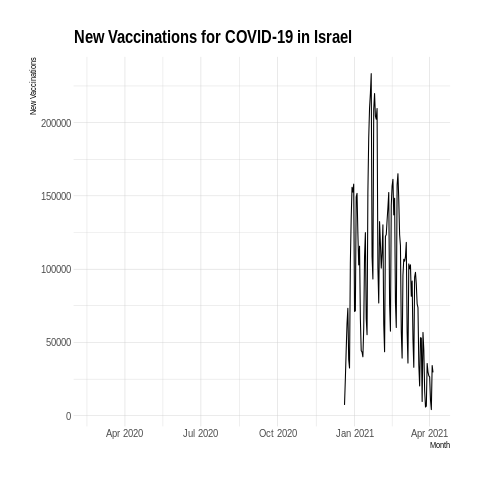 New Vaccinations for COVID-19 in Israel
New Vaccinations
200000
150000
100000
50000
0
Apr 2020 Jul 2020 Oct 2020 Jan 2021 Apr 2021
Month